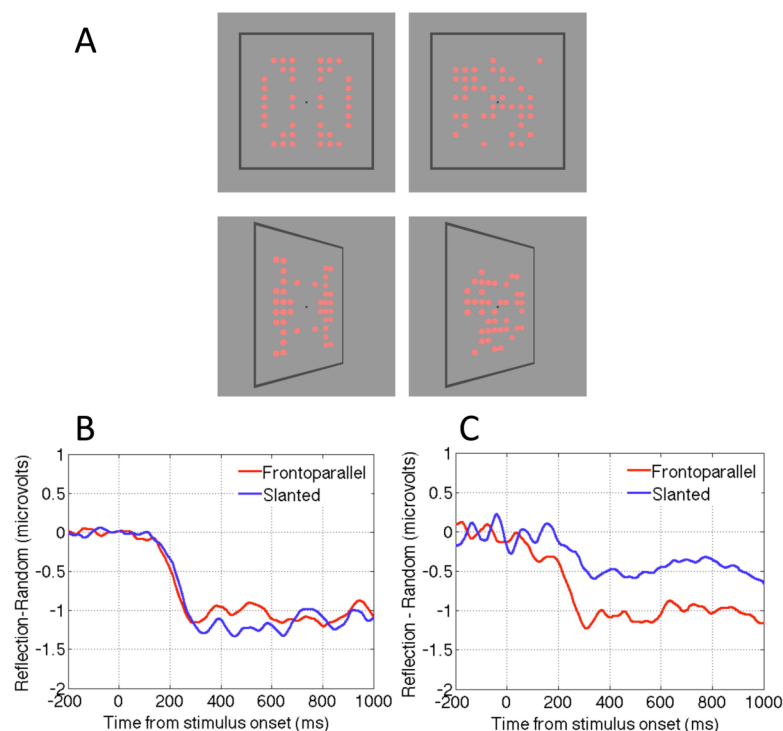 A
B
C
1
0.5
0
-0.5
-1
-1.5
-2
-200
0
200
400
600
800
1000
Reflection-Random (microvolts)
Time from stimulus onset (ms)
Frontoparallel
Slanted
1
0.5
0
-0.5
-1
-1.5
-2
-200
0
200
400
600
800
1000
Reflection - Random (microvolts)
Time from stimulus onset (ms)
Frontoparallel
Slanted